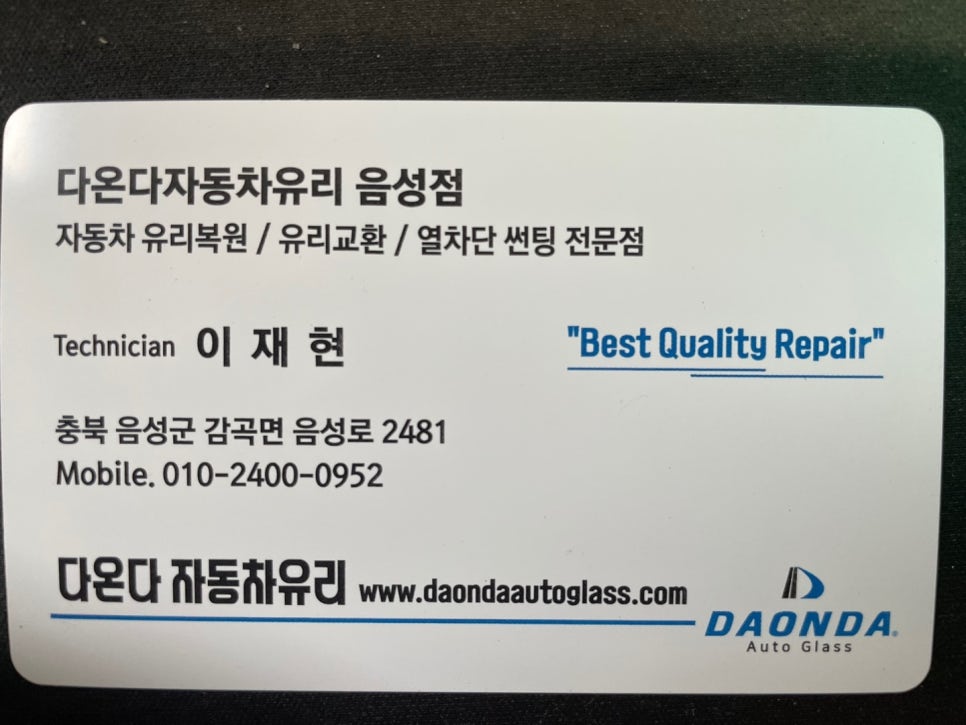 다온다자동차유리 음성점
자동차 유리복원 / 유리교환 / 열차단 썬팅 전문점
Technician 이 재 현
"Best Quality Repair"
충북 음성군 감곡면 음성로 2481
Mobile. 010-2400-0952
다온다 자동차유리 www.daondaautoglass.com
DAONDA®
Auto Glass